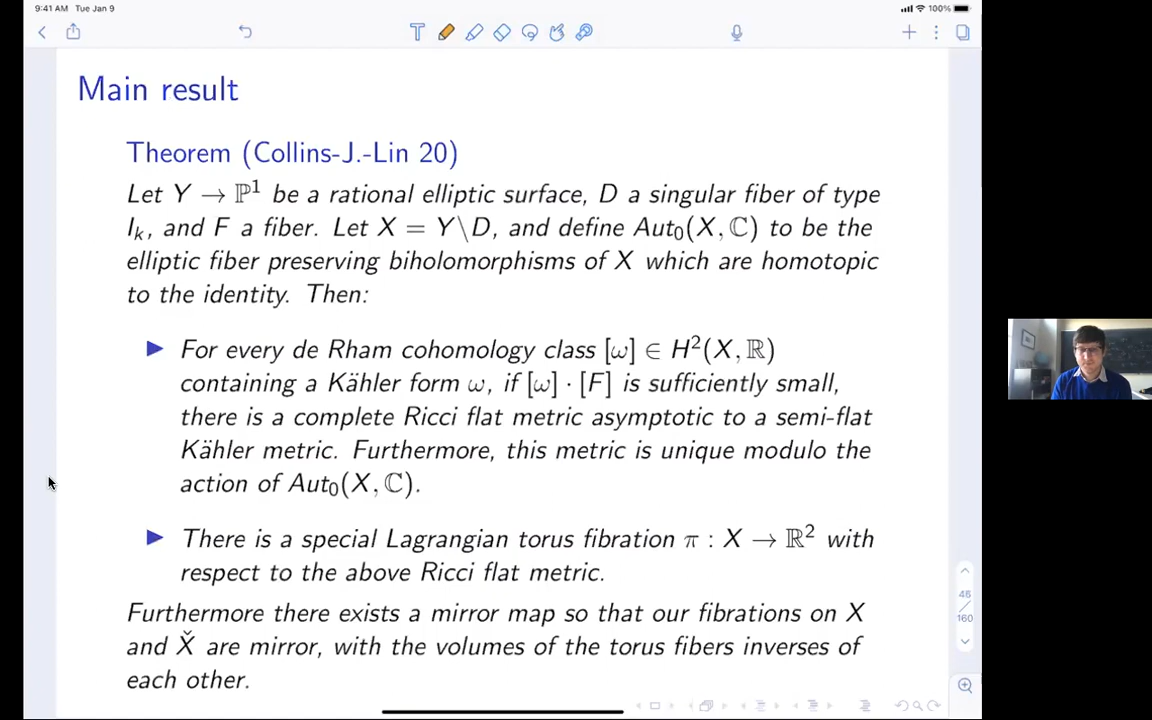 9:41 AM Tue Jan 9
100%
Main result
Theorem (Collins-J.-Lin 20)
Let Y → ℙ¹ be a rational elliptic surface, D a singular fiber of type
Iₖ, and F a fiber. Let X = Y\D, and define Aut₀(X, ℂ) to be the
elliptic fiber preserving biholomorphisms of X which are homotopic
to the identity. Then:
▶ For every de Rham cohomology class [ω] ∈ H²(X, ℝ)
containing a Kähler form ω, if [ω] · [F] is sufficiently small,
there is a complete Ricci flat metric asymptotic to a semi-flat
Kähler metric. Furthermore, this metric is unique modulo the
action of Aut₀(X, ℂ).
▶ There is a special Lagrangian torus fibration π : X → ℝ² with
respect to the above Ricci flat metric.
Furthermore there exists a mirror map so that our fibrations on X
and X̌ are mirror, with the volumes of the torus fibers inverses of
each other.
46
/
160